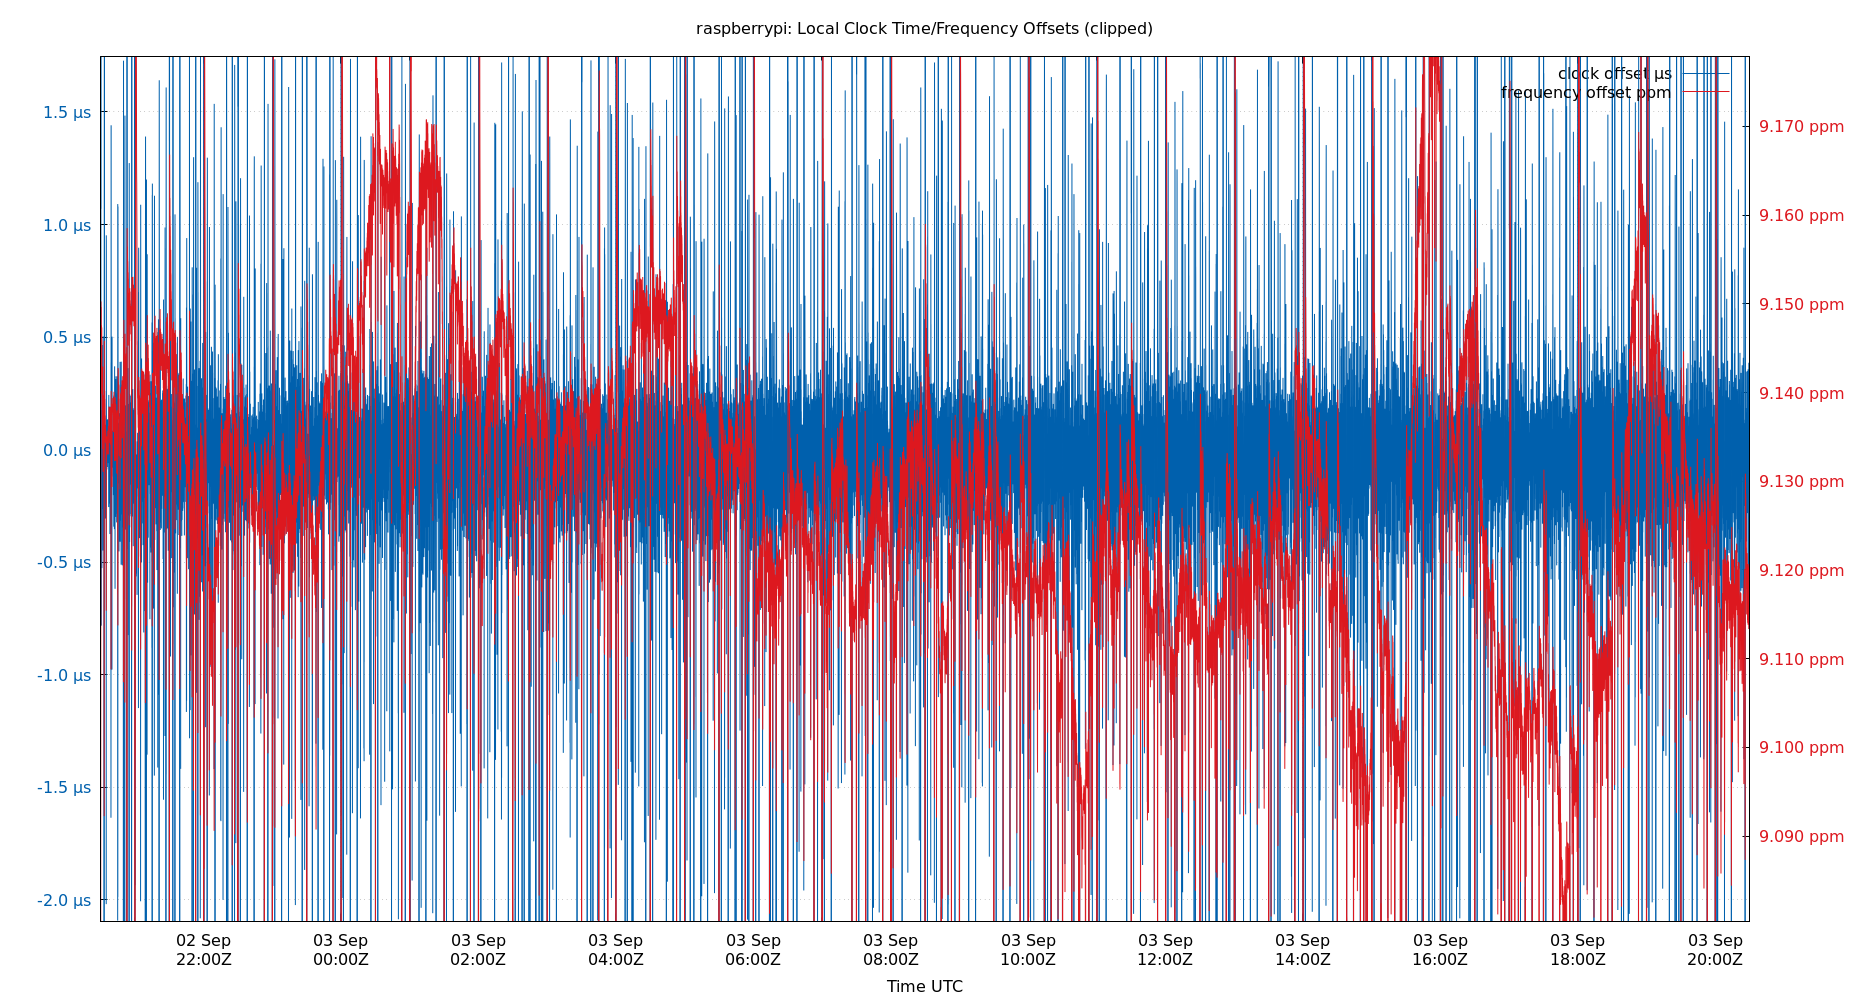 raspberrypi: Local Clock Time/Frequency Offsets (clipped)
clock offset µs
frequency offset ppm
1.5 µs
1.0 µs
0.5 µs
0.0 µs
-0.5 µs
-1.0 µs
-1.5 µs
-2.0 µs
9.170 ppm
9.160 ppm
9.150 ppm
9.140 ppm
9.130 ppm
9.120 ppm
9.110 ppm
9.100 ppm
9.090 ppm
02 Sep
22:00Z
03 Sep
00:00Z
03 Sep
02:00Z
03 Sep
04:00Z
03 Sep
06:00Z
03 Sep
08:00Z
03 Sep
10:00Z
03 Sep
12:00Z
03 Sep
14:00Z
03 Sep
16:00Z
03 Sep
18:00Z
03 Sep
20:00Z
Time UTC